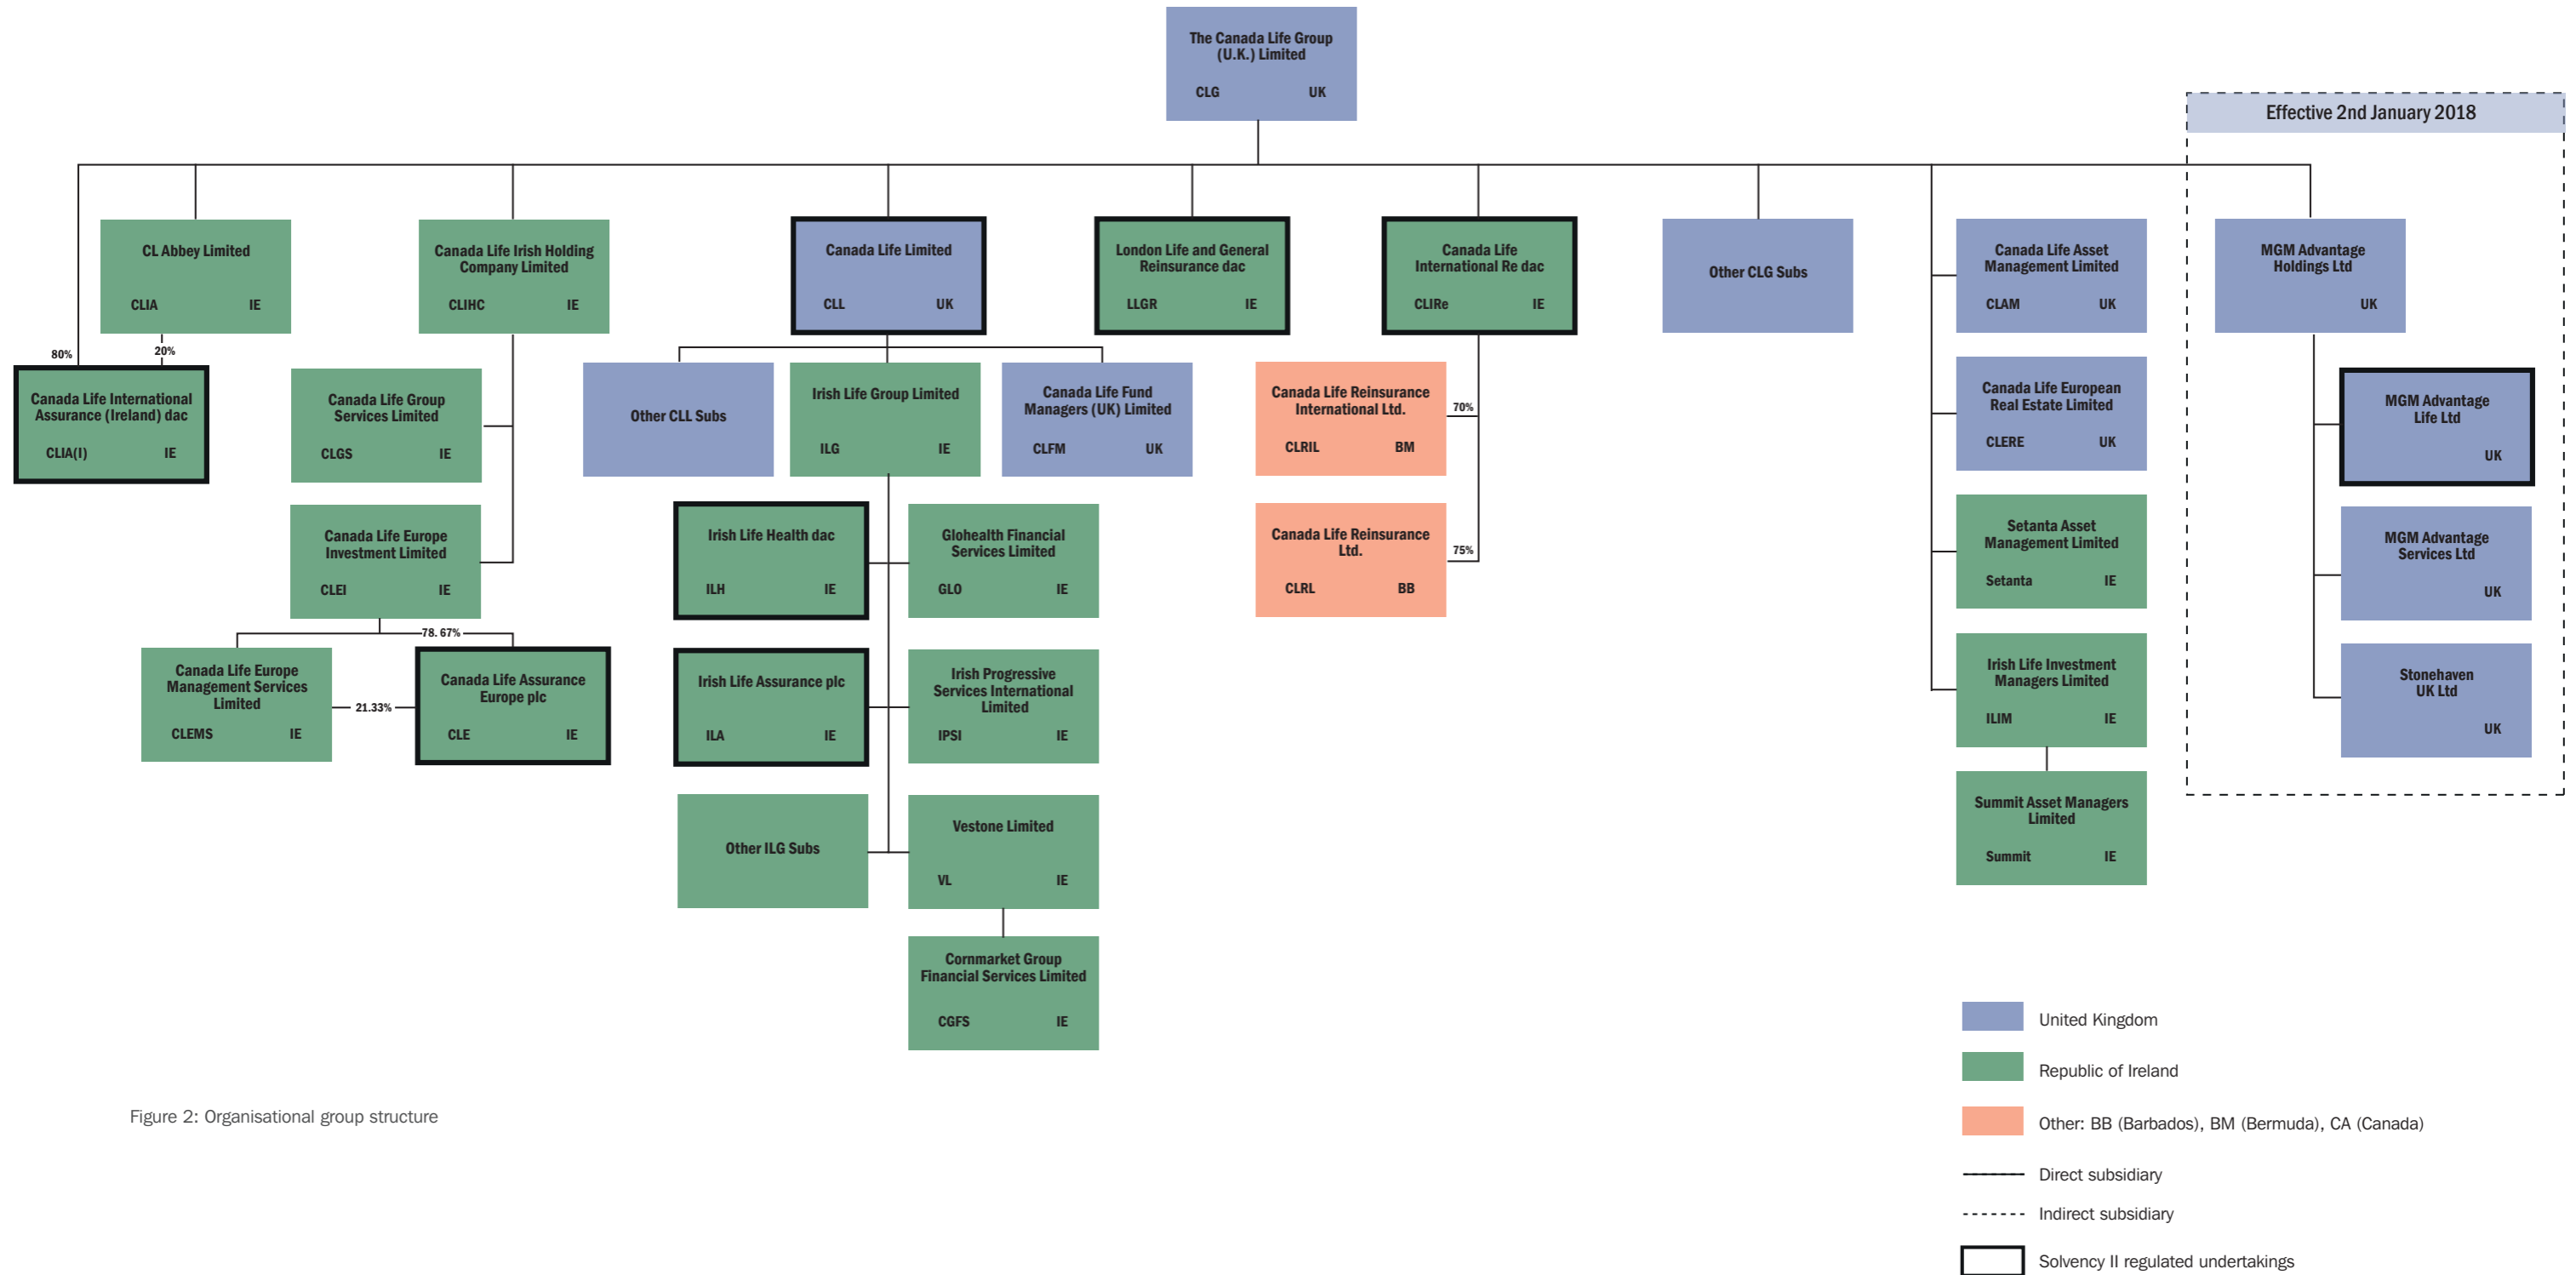 The Canada Life Group
(U.K.) Limited
CLG UK
Effective 2nd January 2018
CL Abbey Limited
CLIA IE
Canada Life Irish Holding
Company Limited
CLIHC IE
Canada Life Limited
CLL UK
London Life and General
Reinsurance dac
LLGR IE
Canada Life
International Re dac
CLIRe IE
Other CLG Subs
Canada Life Asset
Management Limited
CLAM UK
MGM Advantage
Holdings Ltd
UK
80%
20%
Canada Life International
Assurance (Ireland) dac
CLIA(I) IE
Canada Life Group
Services Limited
CLGS IE
Other CLL Subs
Irish Life Group Limited
ILG IE
Canada Life Fund
Managers (UK) Limited
CLFM UK
Canada Life Reinsurance
International Ltd.
CLRIL BM
70%
Canada Life European
Real Estate Limited
CLERE UK
MGM Advantage
Life Ltd
UK
Canada Life Europe
Investment Limited
CLEI IE
Irish Life Health dac
ILH IE
Glohealth Financial
Services Limited
GLO IE
Canada Life Reinsurance
Ltd.
CLRL BB
75%
Setanta Asset
Management Limited
Setanta IE
MGM Advantage
Services Ltd
UK
78. 67%
Canada Life Europe
Management Services
Limited
CLEMS IE
21.33%
Canada Life Assurance
Europe plc
CLE IE
Irish Life Assurance plc
ILA IE
Irish Progressive
Services International
Limited
IPSI IE
Irish Life Investment
Managers Limited
ILIM IE
Stonehaven
UK Ltd
UK
Other ILG Subs
Vestone Limited
VL IE
Summit Asset Managers
Limited
Summit IE
Cornmarket Group
Financial Services Limited
CGFS IE
United Kingdom
Republic of Ireland
Other: BB (Barbados), BM (Bermuda), CA (Canada)
Direct subsidiary
Indirect subsidiary
Solvency II regulated undertakings
Figure 2: Organisational group structure